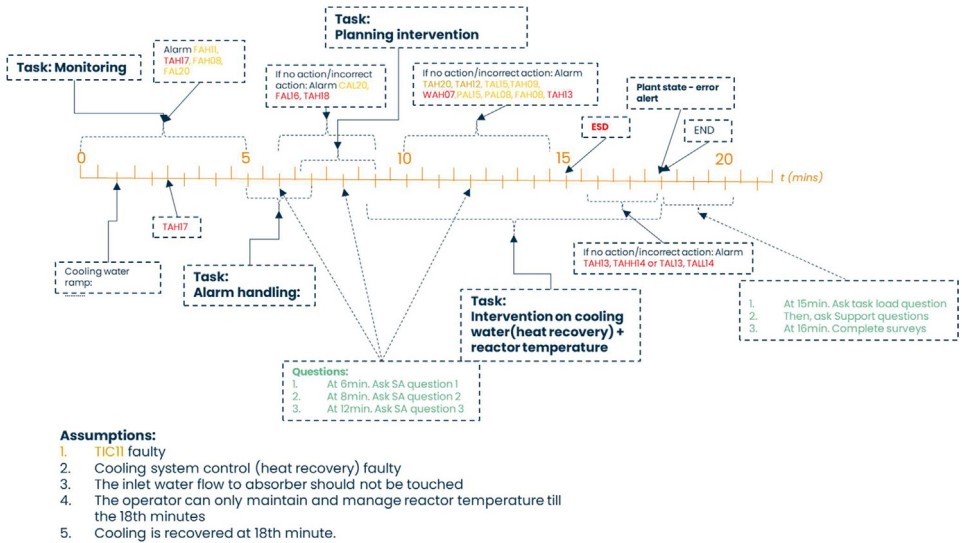 Task:
Planning intervention
Alarm FAH11,
TAH17, FAH08,
FAL20
Task: Monitoring
If no action/incorrect
action: Alarm CAL20,
FAL16, TAH18
If no action/incorrect action: Alarm
TAH20, TAH12, TAL15,TAH09,
WAH07,PAL15, PAL08, FAH08, TAH13
Plant state - error
alert
ESD
END
0
5
10
15
20
t (mins)
TAH17
Cooling water
ramp:
Task:
Alarm handling:
If no action/incorrect action: Alarm
TAH13, TAHH14 or TAL13, TALL14
Task:
Intervention on cooling
water(heat recovery) +
reactor temperature
1. At 15min. Ask task load question
2. Then, ask Support questions
3. At 16min. Complete surveys
Questions:
1. At 6min. Ask SA question 1
2. At 8min. Ask SA question 2
3. At 12min. Ask SA question 3
Assumptions:
1. TIC11 faulty
2. Cooling system control (heat recovery) faulty
3. The inlet water flow to absorber should not be touched
4. The operator can only maintain and manage reactor temperature till
the 18th minutes
5. Cooling is recovered at 18th minute.